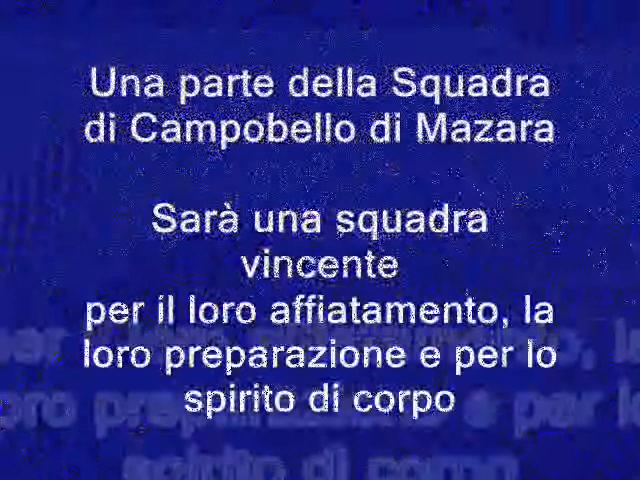 Una parte della Squadra
di Campobello di Mazara
Sarà una squadra
vincente
per il loro affiatamento, la
loro preparazione e per lo
spirito di corpo